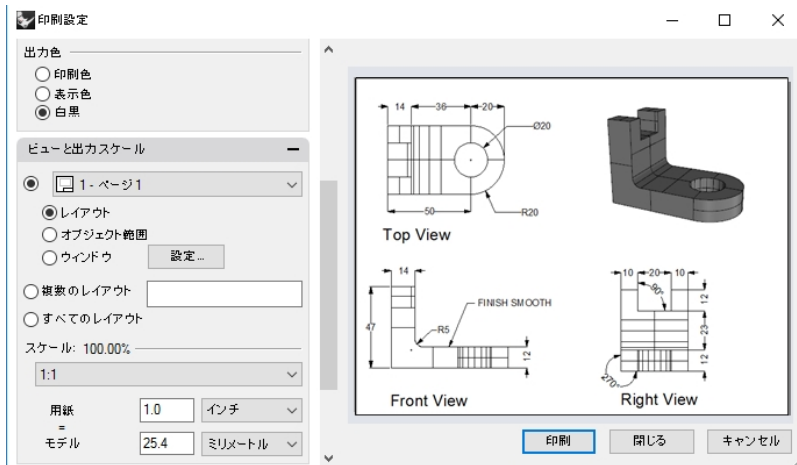 印刷設定
出力色
印刷色
表示色
白黒
ビューと出力スケール
1 - ページ1
レイアウト
オブジェクト範囲
ウィンドウ
設定...
複数のレイアウト
すべてのレイアウト
スケール: 100.00%
1:1
用紙
1.0
インチ
=
モデル
25.4
ミリメートル
14
36
20
Ø20
50
R20
Top View
14
FINISH SMOOTH
47
R5
12
Front View
10
20
10
90°
12
23
12
270°
Right View
印刷
閉じる
キャンセル